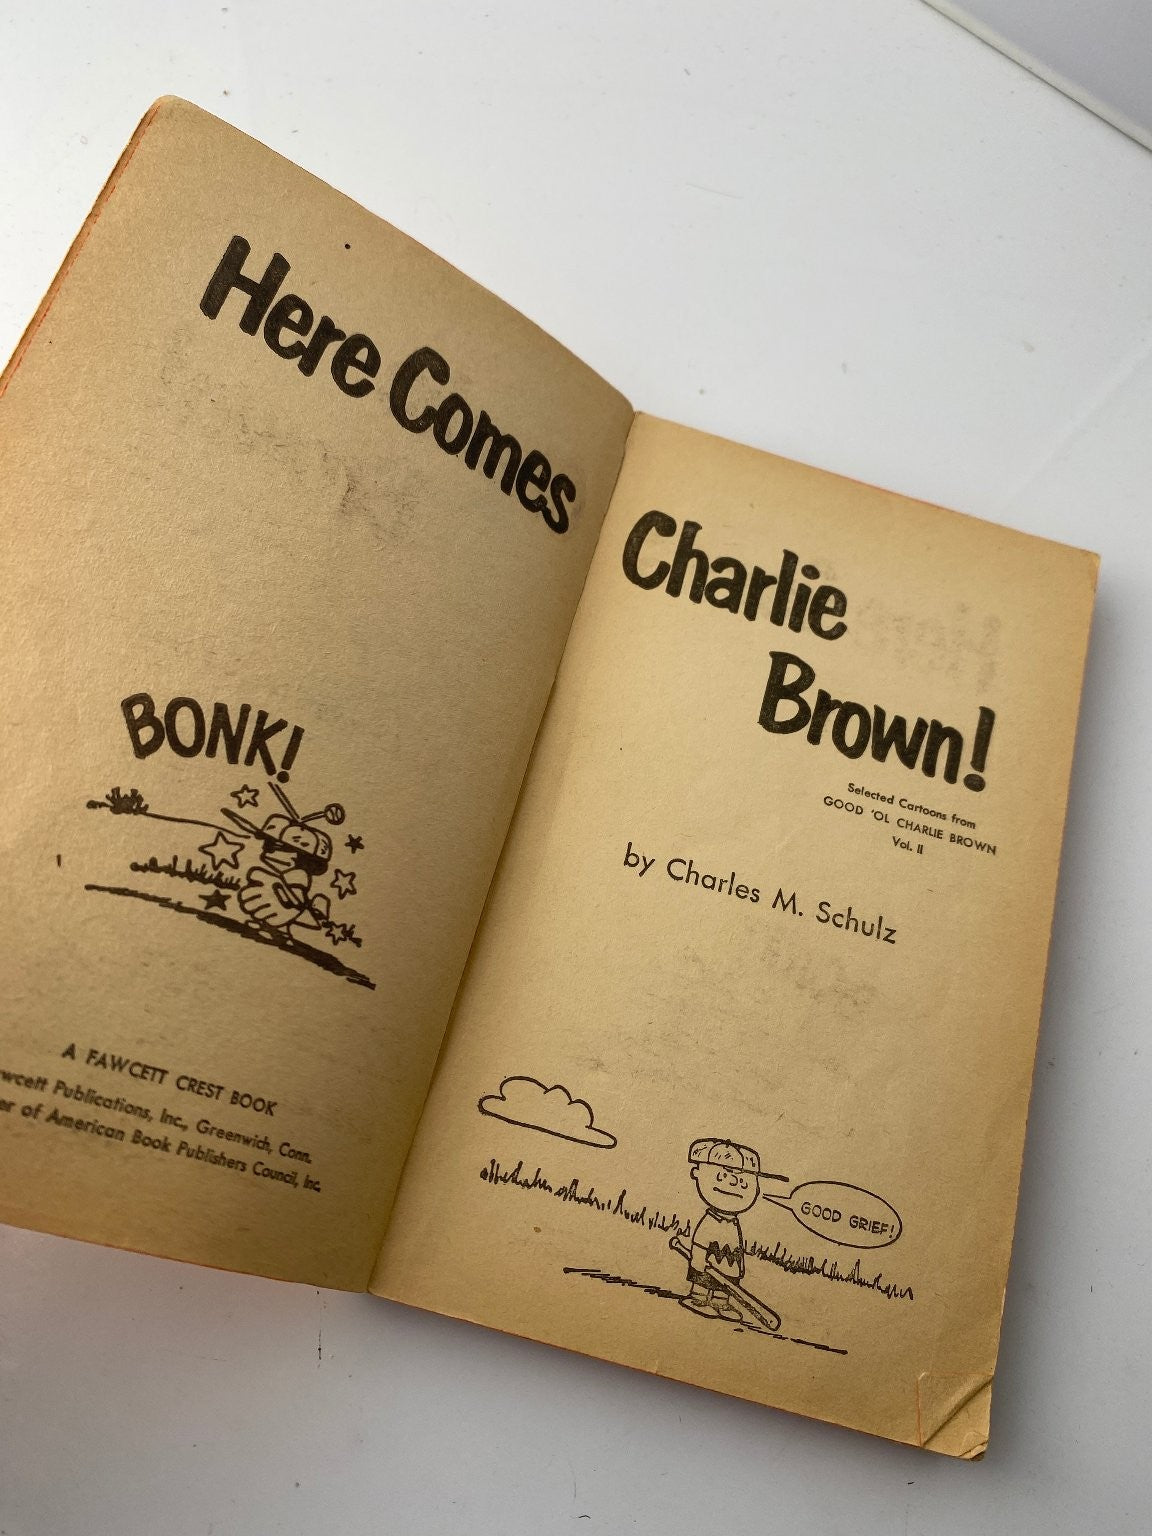 Here Comes
BONK!
A FAWCETT CREST BOOK
Publications, Inc., Greenwich, Conn.
of American Book Publishers Council, Inc.
Charlie
Brown!
Selected Cartoons from
GOOD 'OL CHARLIE BROWN
Vol. II
by Charles M. Schulz
GOOD GRIEF!